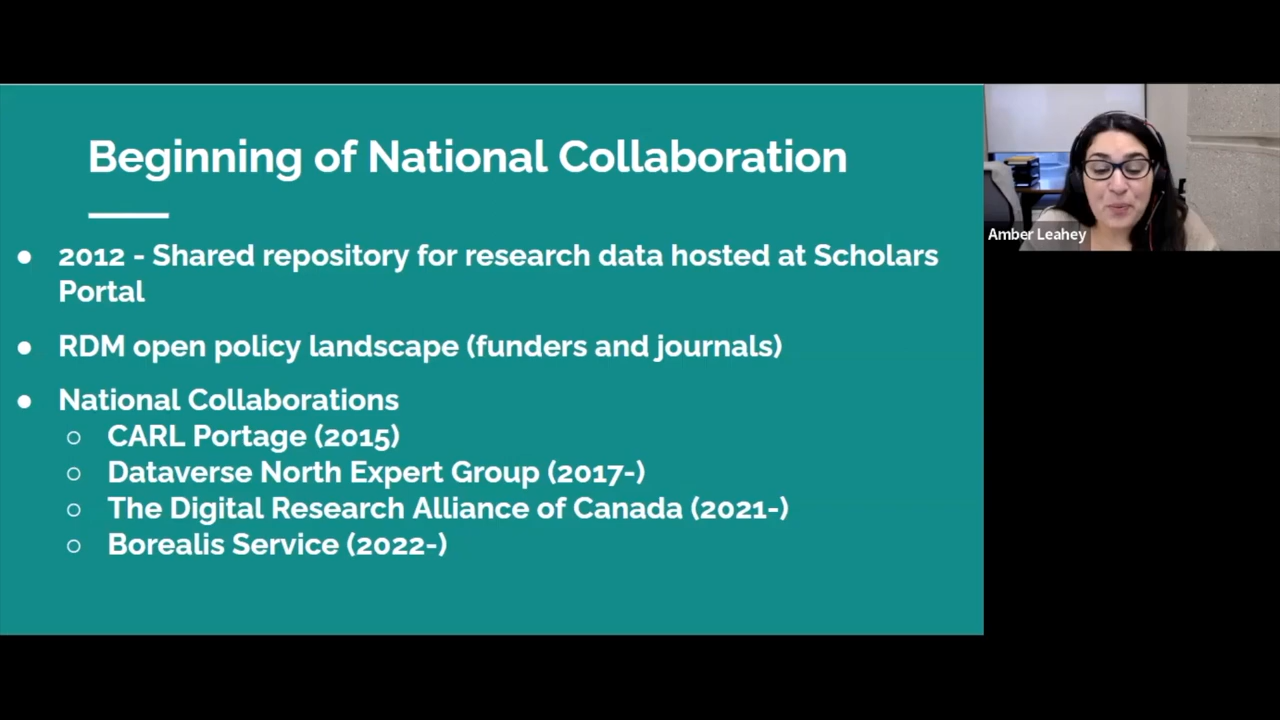 Beginning of National Collaboration
● 2012 - Shared repository for research data hosted at Scholars
Portal
● RDM open policy landscape (funders and journals)
● National Collaborations
○ CARL Portage (2015)
○ Dataverse North Expert Group (2017-)
○ The Digital Research Alliance of Canada (2021-)
○ Borealis Service (2022-)
Amber Leahey